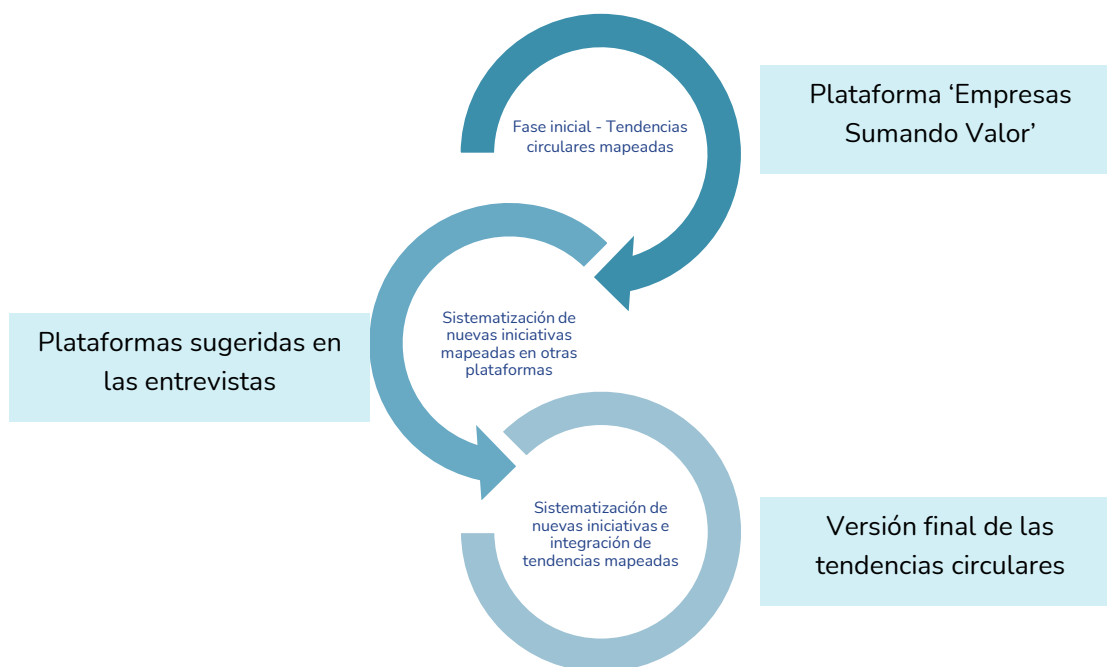 Fase inicial - Tendencias
circulares mapeadas
Plataforma ‘Empresas
Sumando Valor’
Sistematización de
nuevas iniciativas
mapeadas en otras
plataformas
Plataformas sugeridas en
las entrevistas
Sistematización de
nuevas iniciativas e
integración de
tendencias mapeadas
Versión final de las
tendencias circulares